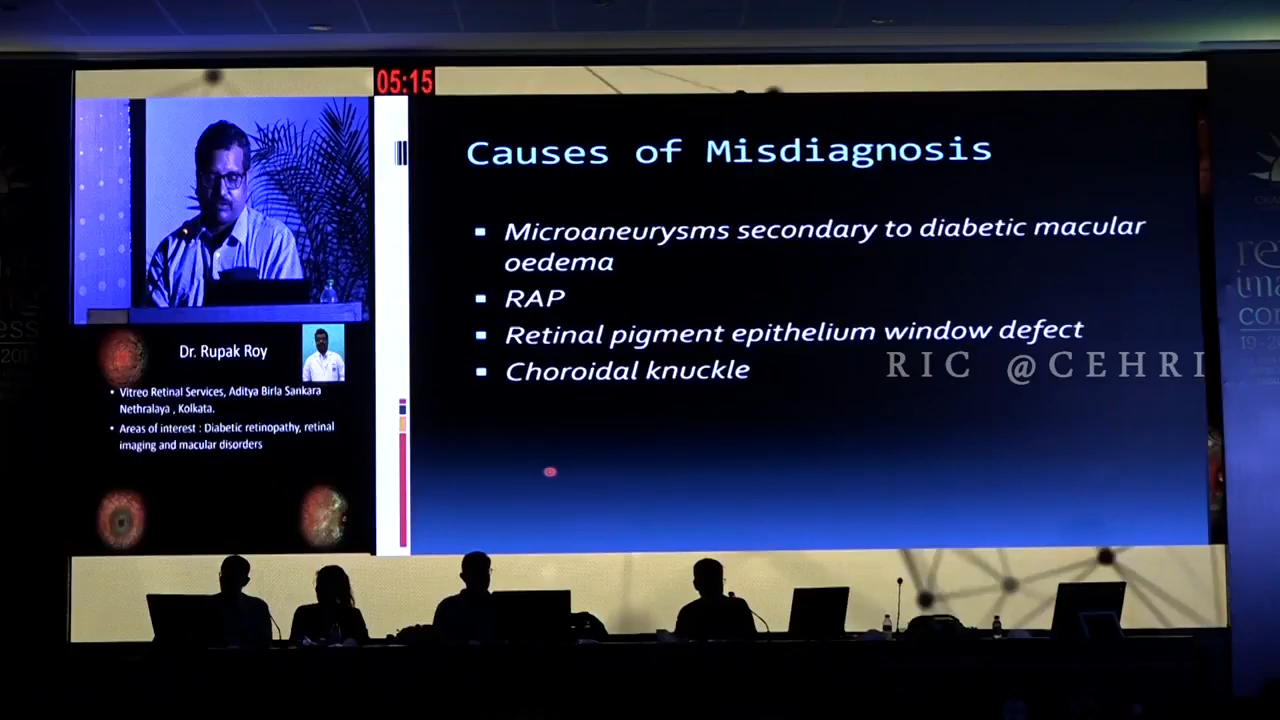 05:15
Causes of Misdiagnosis
▪ Microaneurysms secondary to diabetic macular
oedema
▪ RAP
▪ Retinal pigment epithelium window defect
▪ Choroidal knuckle
RIC @CEHRI
Dr. Rupak Roy
• Vitreo Retinal Services, Aditya Birla Sankara
Nethralaya , Kolkata.
• Areas of interest : Diabetic retinopathy, retinal
imaging and macular disorders